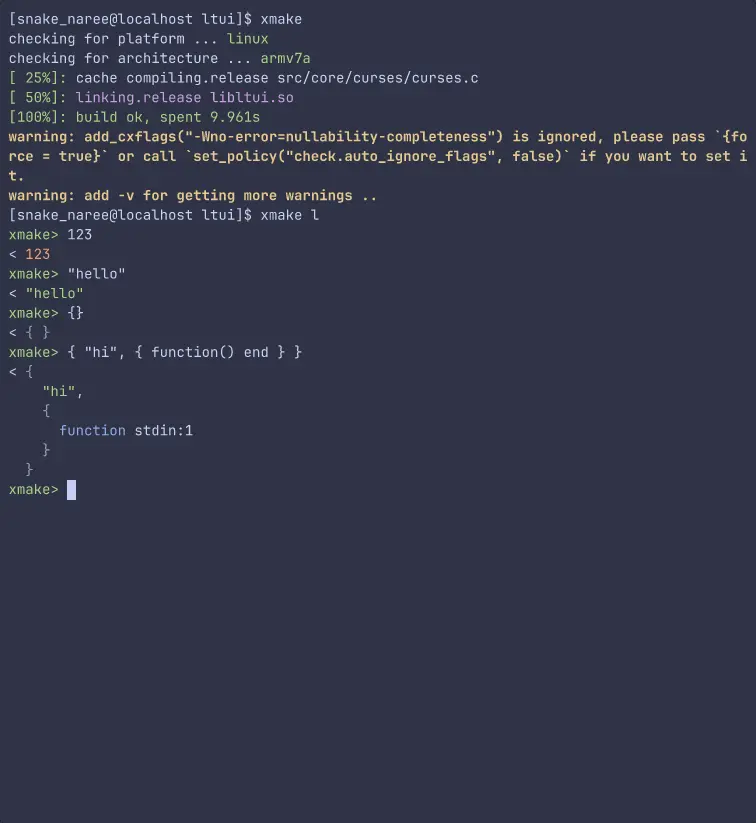 [snake_naree@localhost ltui]$ xmake
checking for platform ... linux
checking for architecture ... armv7a
[ 25%]: cache compiling.release src/core/curses/curses.c
[ 50%]: linking.release libltui.so
[100%]: build ok, spent 9.961s
warning: add_cxflags("-Wno-error=nullability-completeness") is ignored, please pass `{fo
rce = true}` or call `set_policy("check.auto_ignore_flags", false)` if you want to set i
t.
warning: add -v for getting more warnings ..
[snake_naree@localhost ltui]$ xmake l
xmake> 123
< 123
xmake> "hello"
< "hello"
xmake> {}
< { }
xmake> { "hi", { function() end } }
< {
    "hi",
    {
      function stdin:1
    }
  }
xmake>